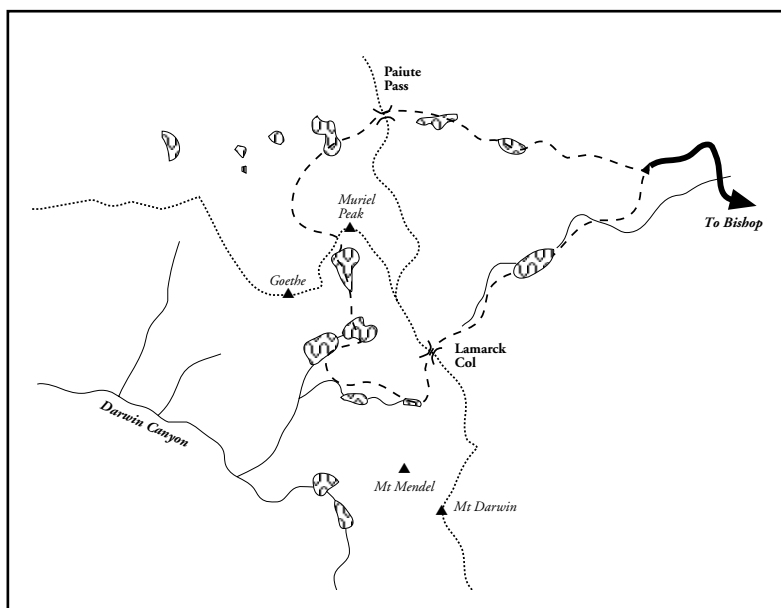 Paiute
Pass
Muriel
Peak
To Bishop
Goethe
Lamarck
Col
Darwin Canyon
Mt Mendel
Mt Darwin